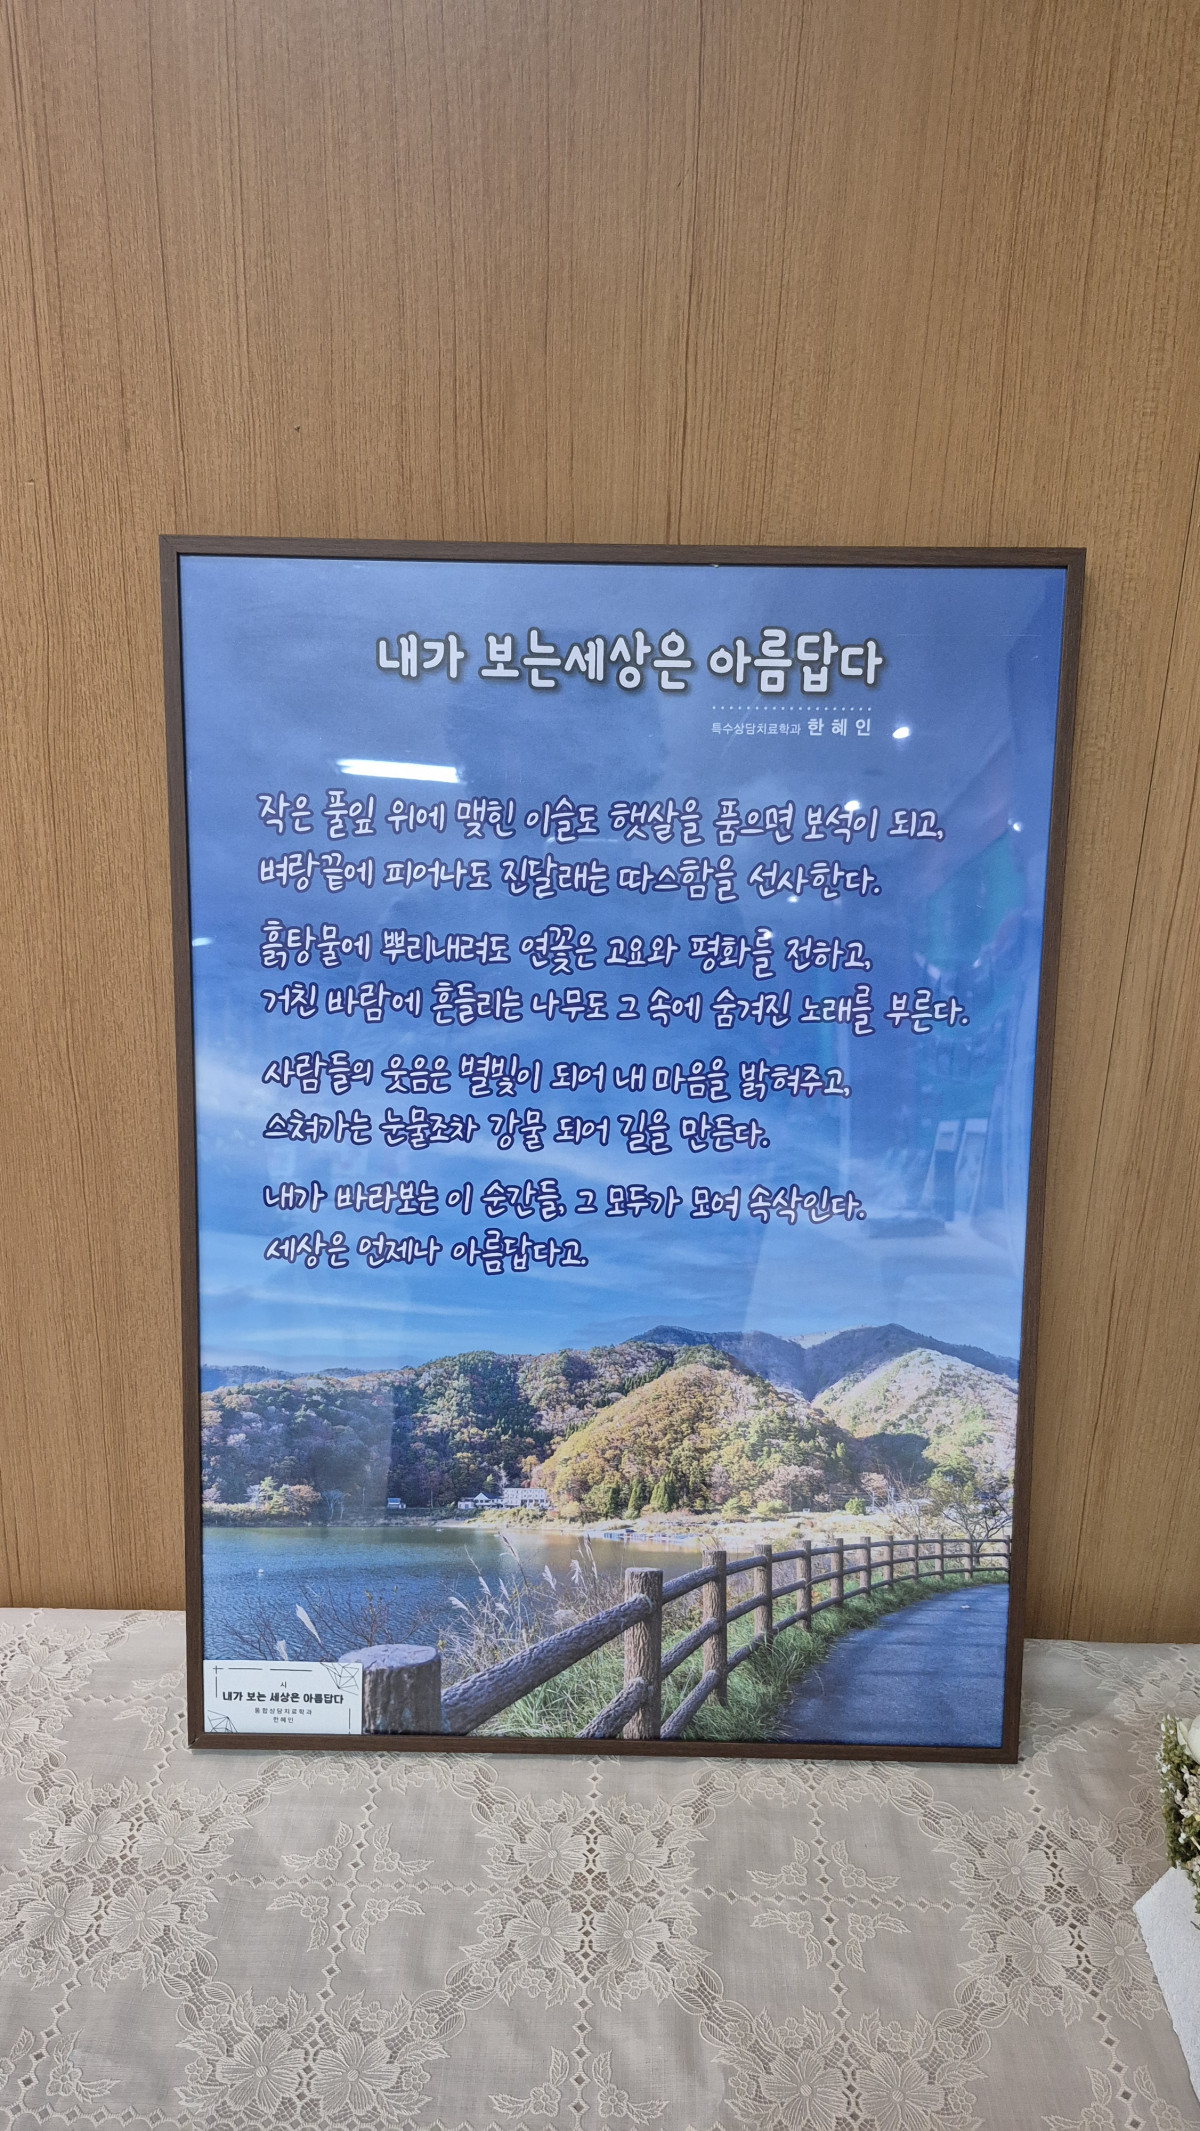 내가 보는세상은 아름답다
특수상담치료학과 한 혜 인
작은 풀잎 위에 맺힌 이슬도 햇살을 품으면 보석이 되고,
벼랑끝에 피어나도 진달래는 따스함을 선사한다.
흙탕물에 뿌리내려도 연꽃은 고요와 평화를 전하고,
거친 바람에 흔들리는 나무도 그 속에 숨겨진 노래를 부른다.
사람들의 웃음은 별빛이 되어 내 마음을 밝혀주고,
스쳐가는 눈물조차 강물 되어 길을 만든다.
내가 바라보는 이 순간들, 그 모두가 모여 속삭인다.
세상은 언제나 아름답다고.
시
내가 보는 세상은 아름답다
통합상담치료학과
한혜인